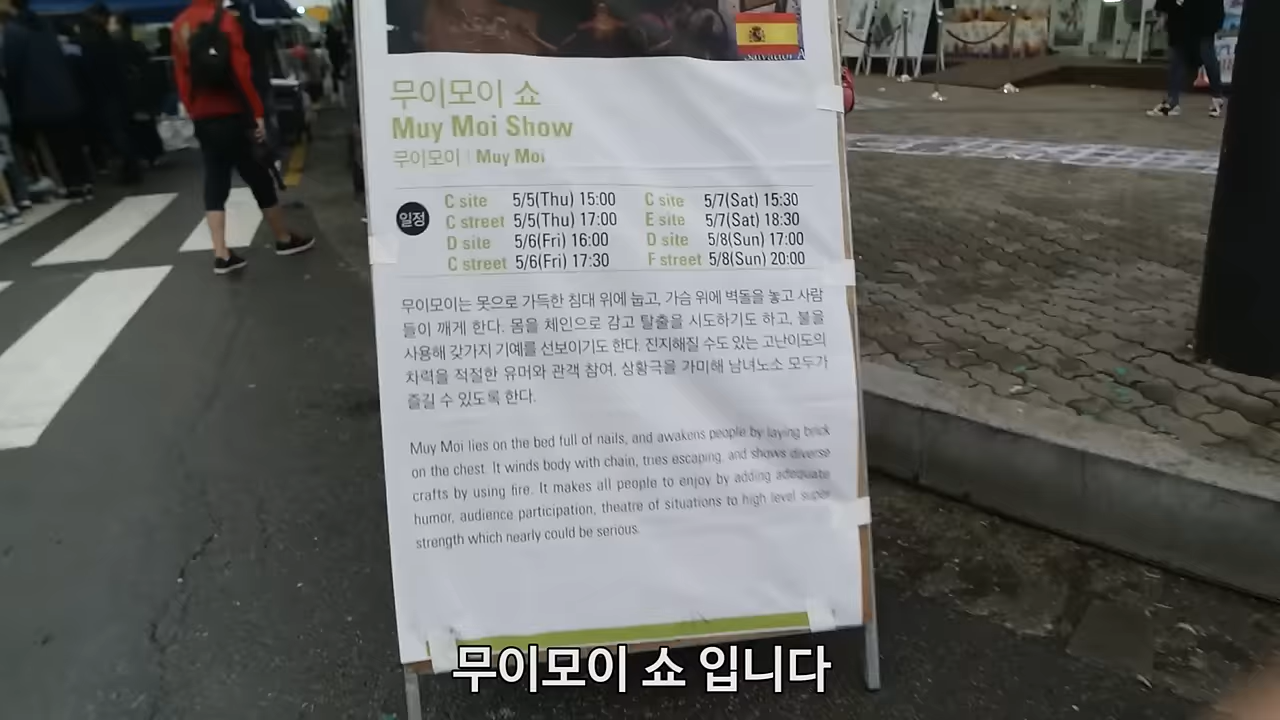 Salvador A
무이모이 쇼
Muy Moi Show
무이모이 | Muy Moi
일정
C site 5/5(Thu) 15:00 C site 5/7(Sat) 15:30
C street 5/5(Thu) 17:00 E site 5/7(Sat) 18:30
D site 5/6(Fri) 16:00 D site 5/8(Sun) 17:00
C street 5/6(Fri) 17:30 F street 5/8(Sun) 20:00
무이모이는 못으로 가득한 침대 위에 눕고, 가슴 위에 벽돌을 놓고 사람
들이 깨게 한다. 몸을 체인으로 감고 탈출을 시도하기도 하고, 불을
사용해 갖가지 기예를 선보이기도 한다. 진지해질 수도 있는 고난이도의
차력을 적절한 유머와 관객 참여, 상황극을 가미해 남녀노소 모두가
즐길 수 있도록 한다.
Muy Moi lies on the bed full of nails, and awakens people by laying brick
on the chest. It winds body with chain, tries escaping, and shows diverse
crafts by using fire. It makes all people to enjoy by adding adequate
humor, audience participation, theatre of situations to high level super
strength which nearly could be serious.
무이모이 쇼 입니다